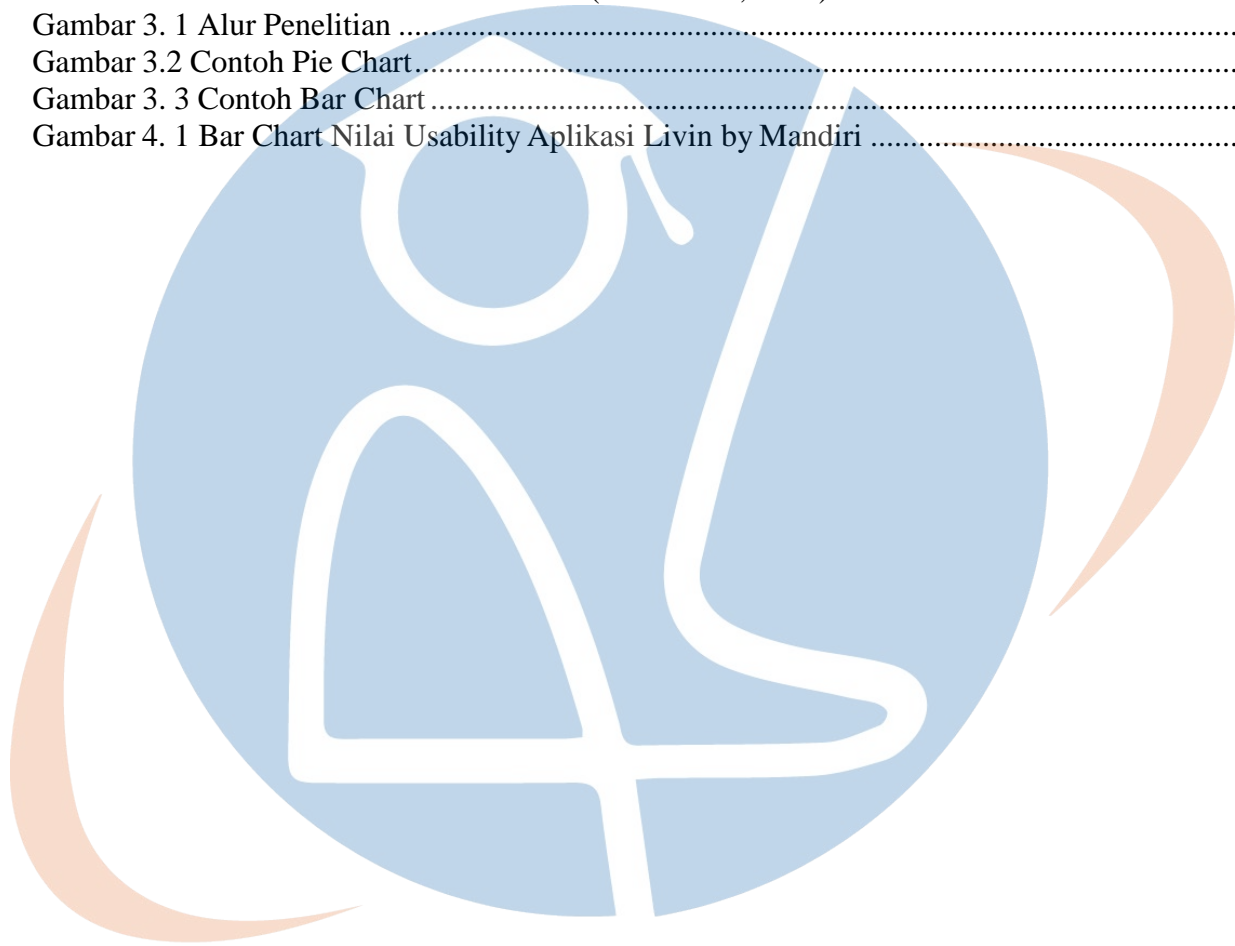 Gambar 3. 1 Alur Penelitian ........................................................................................................
Gambar 3.2 Contoh Pie Chart ......................................................................................................
Gambar 3. 3 Contoh Bar Chart ....................................................................................................
Gambar 4. 1 Bar Chart Nilai Usability Aplikasi Livin by Mandiri .............................................